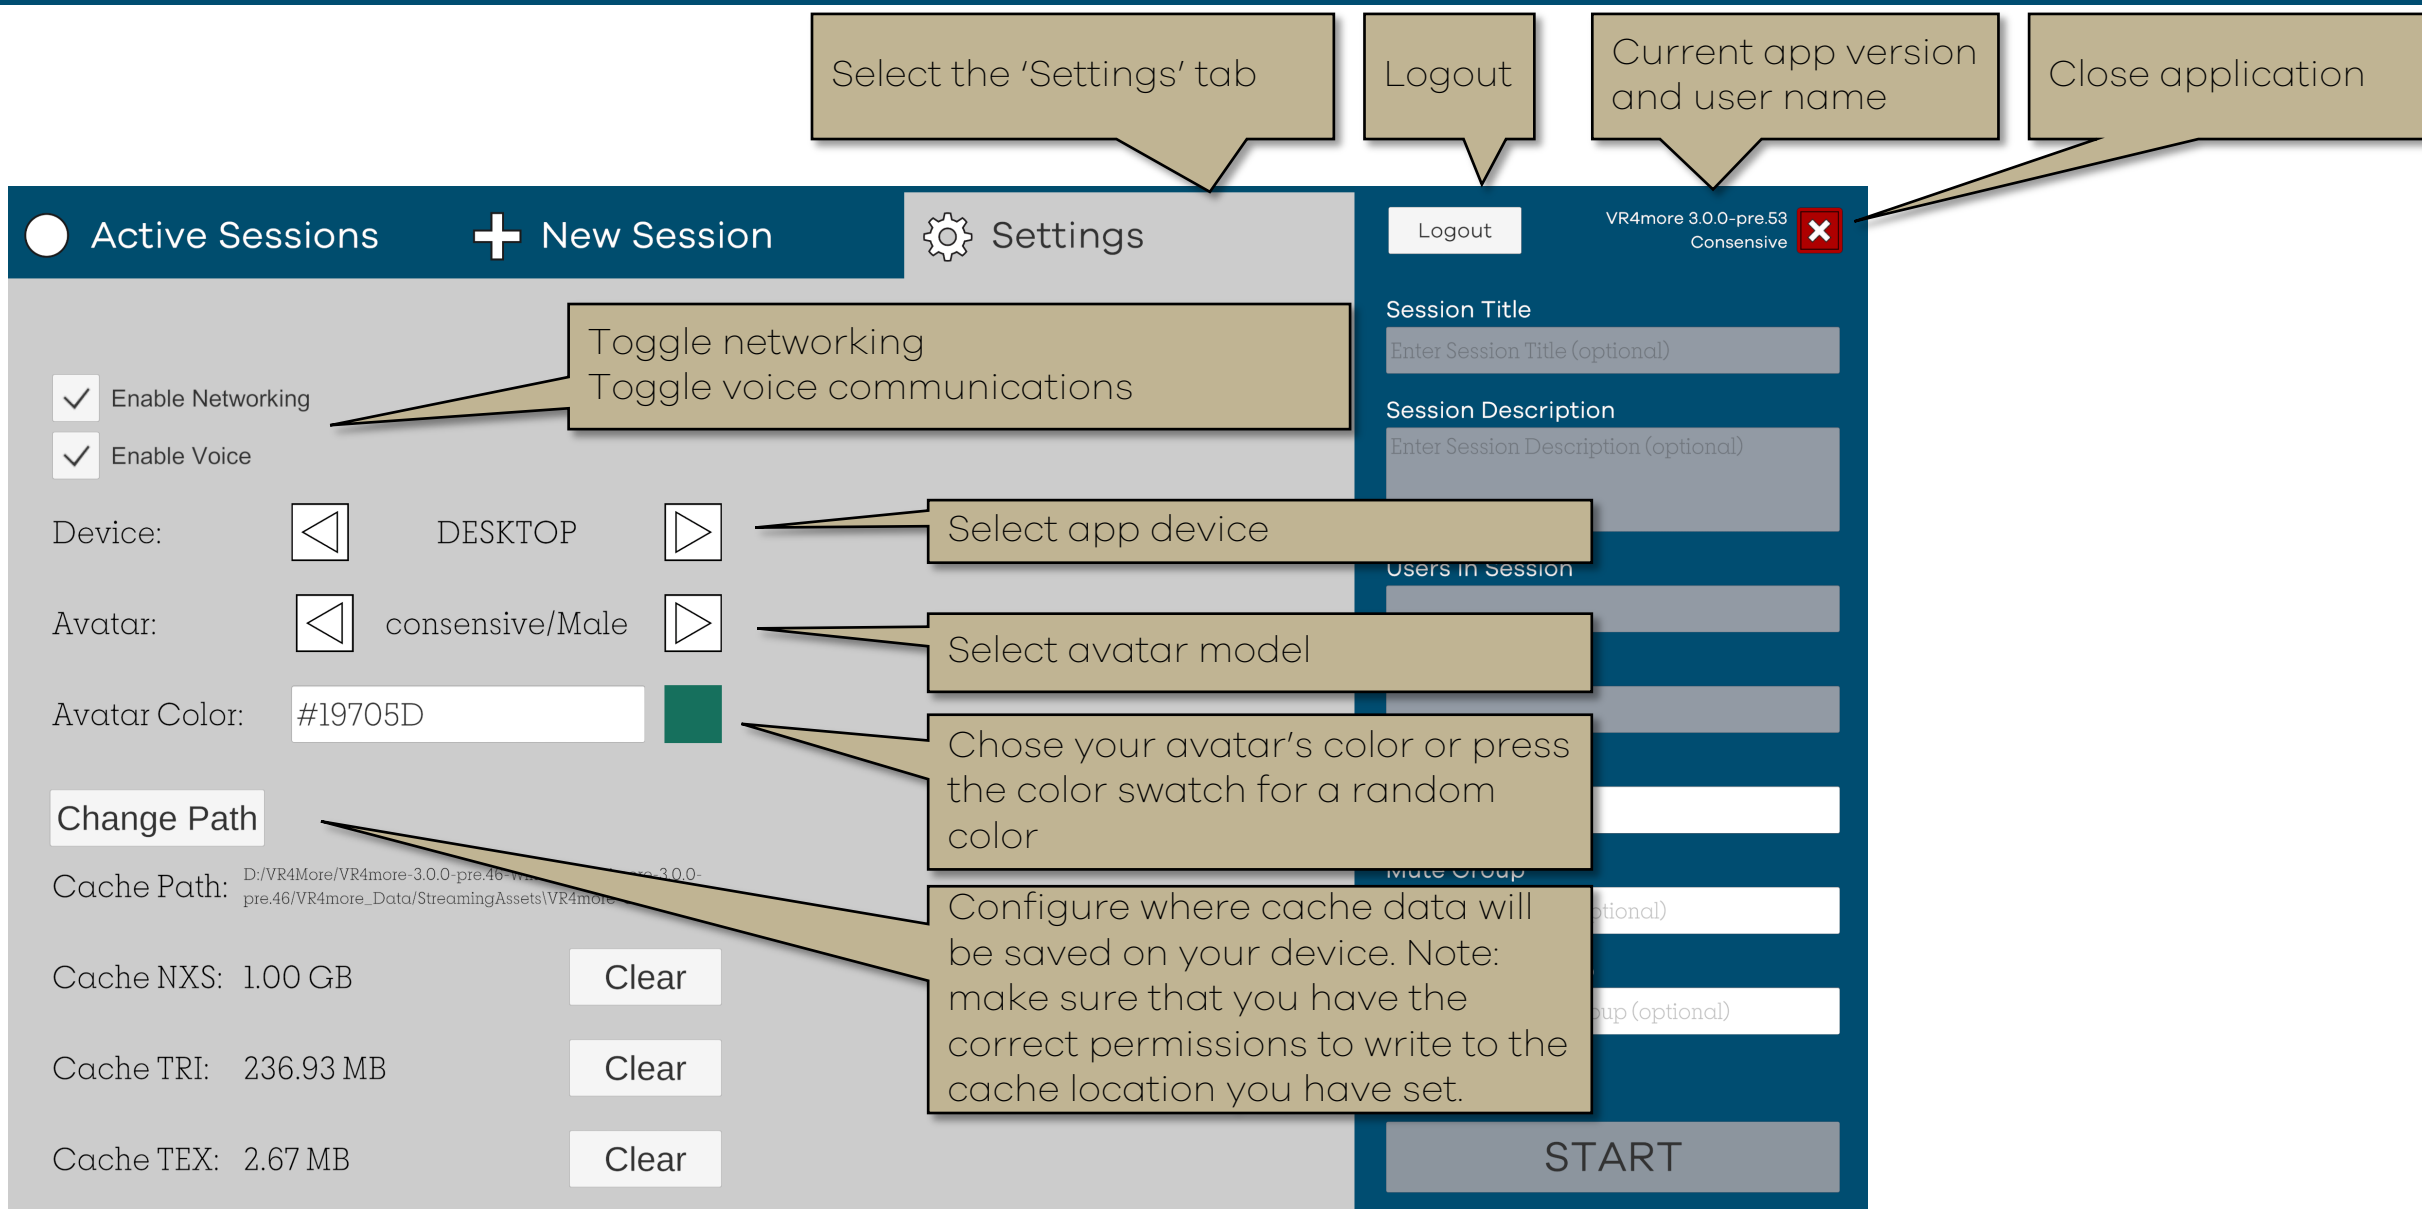 Select the ‘Settings’ tab
Logout
Current app version
and user name
Close application
Active Sessions
New Session
Settings
Logout
VR4more 3.0.0-pre.53
Consensive
Toggle networking
Toggle voice communications
Enable Networking
Enable Voice
Session Title
Enter Session Title (optional)
Session Description
Enter Session Description (optional)
Device:
DESKTOP
Select app device
Users in Session
Avatar:
consensive/Male
Select avatar model
Avatar Color:
#19705D
Chose your avatar’s color or press
the color swatch for a random
color
Change Path
Cache Path:
D:/VR4More/VR4more-3.0.0-pre.46-
3.0.0-
pre.46/VR4more_Data/StreamingAssets\VR4more
Mute Group
Configure where cache data will
be saved on your device. Note:
make sure that you have the
correct permissions to write to the
cache location you have set.
Cache NXS:
1.00 GB
Clear
(optional)
Cache TRI:
236.93 MB
Clear
Cache TEX:
2.67 MB
Clear
START